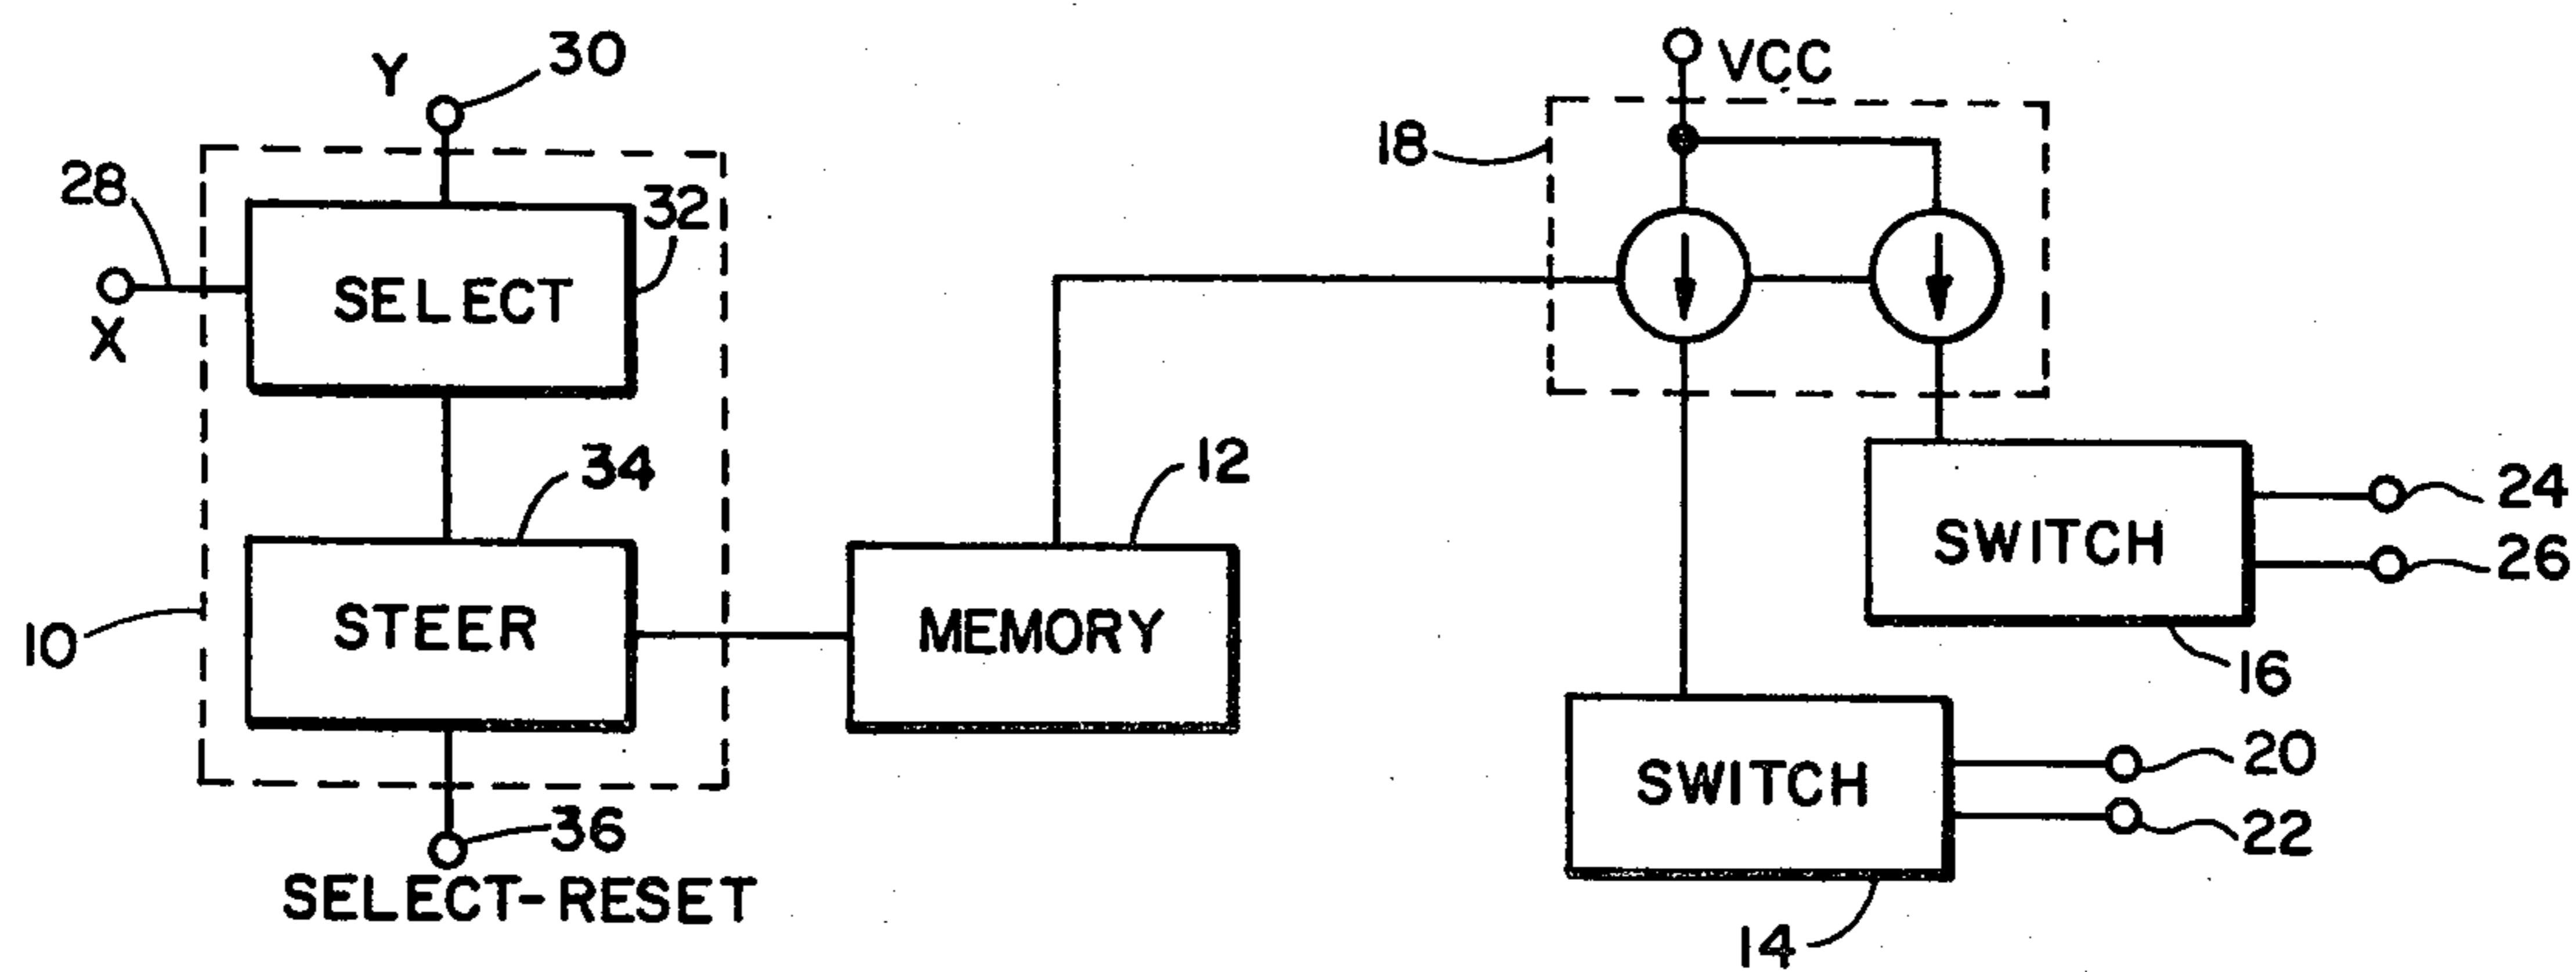 Y
30
VCC
18
28
32
X
SELECT
34
12
24
SWITCH
26
STEER
MEMORY
10
16
20
SWITCH
22
36
SELECT-RESET
14